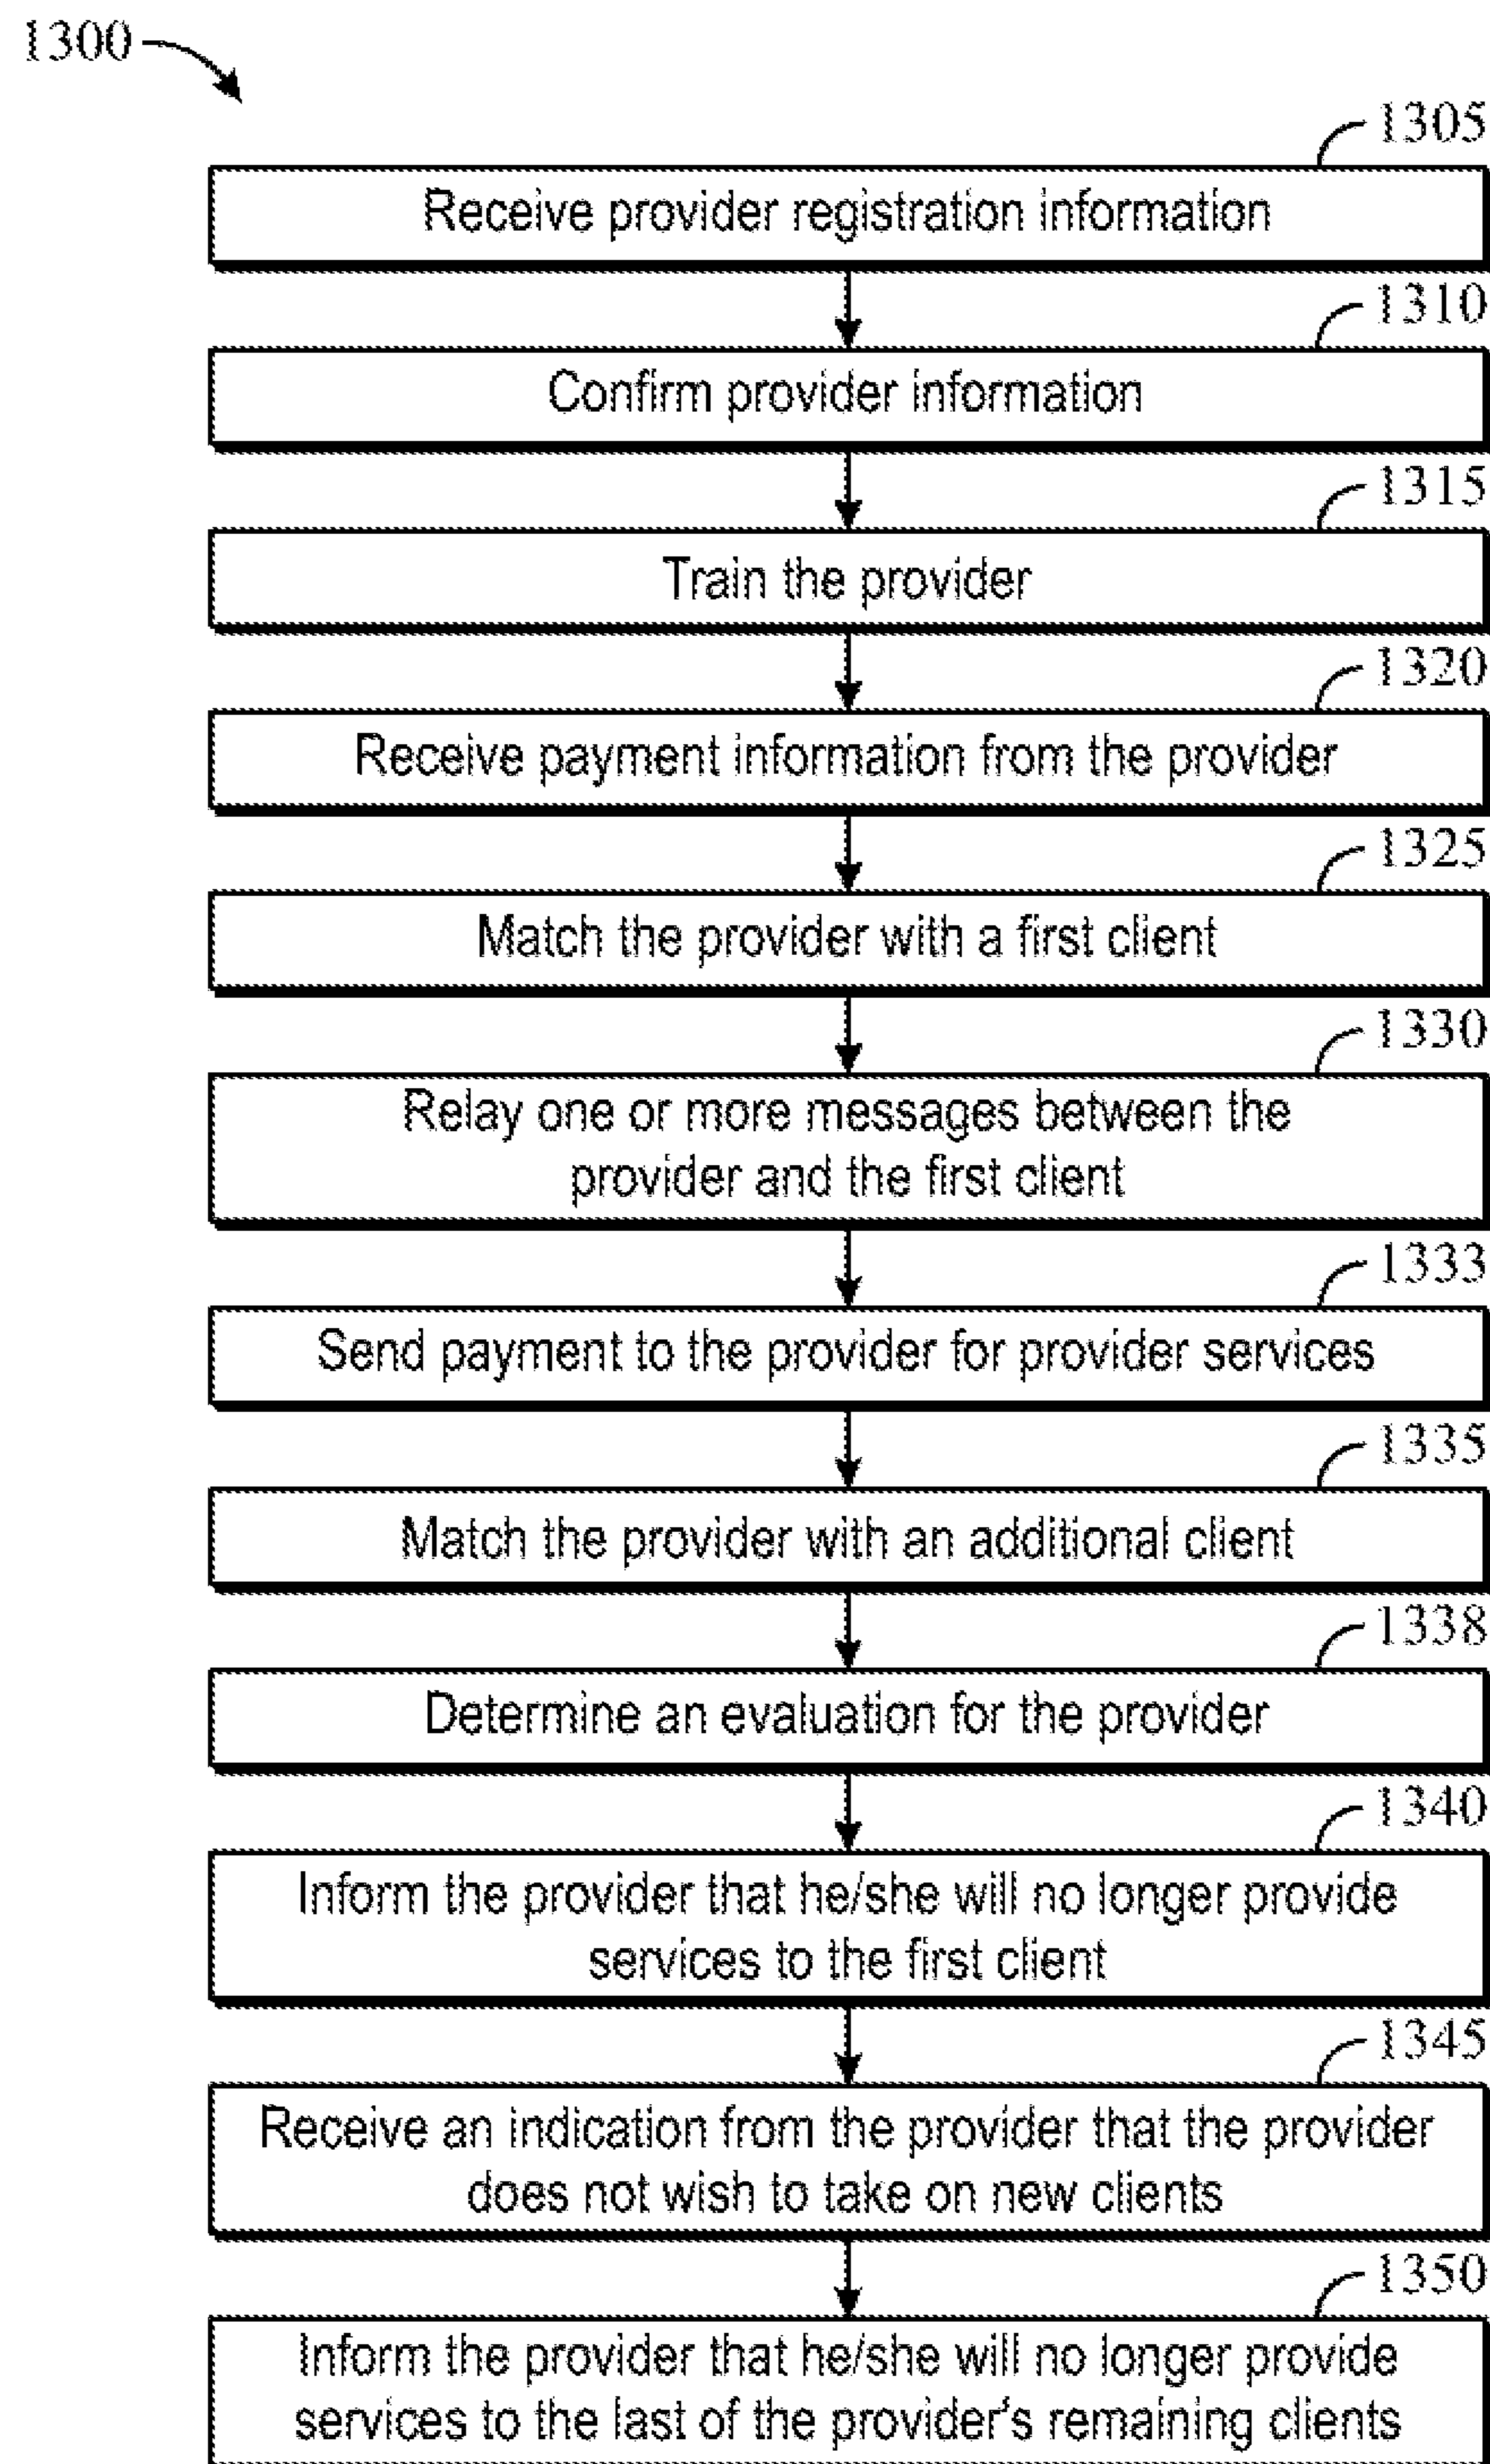 1300
1305
Receive provider registration information
1310
Confirm provider information
1315
Train the provider
1320
Receive payment information from the provider
1325
Match the provider with a first client
1330
Relay one or more messages between the
provider and the first client
1333
Send payment to the provider for provider services
1335
Match the provider with an additional client
1338
Determine an evaluation for the provider
1340
Inform the provider that he/she will no longer provide
services to the first client
1345
Receive an indication from the provider that the provider
does not wish to take on new clients
1350
Inform the provider that he/she will no longer provide
services to the last of the provider's remaining clients